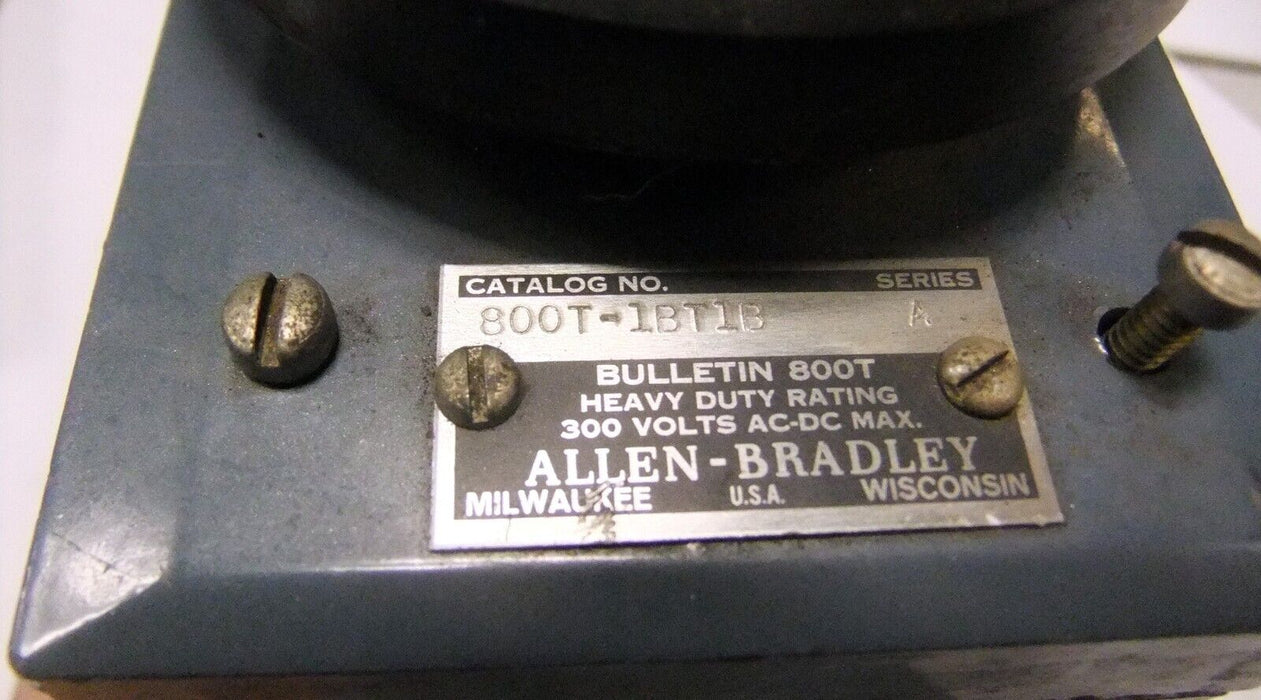 CATALOG NO. SERIES
800T-1BT1B A
BULLETIN 800T
HEAVY DUTY RATING
300 VOLTS AC-DC MAX.
ALLEN-BRADLEY
MILWAUKEE U.S.A. WISCONSIN